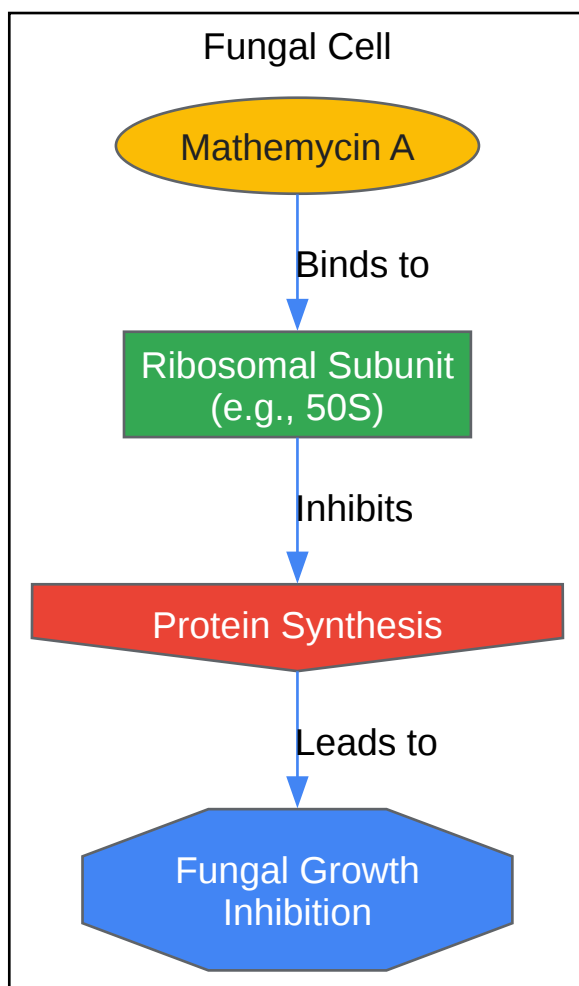 Fungal Cell
Mathemycin A
Binds to
Ribosomal Subunit
(e.g., 50S)
Inhibits
Protein Synthesis
Leads to
Fungal Growth
Inhibition